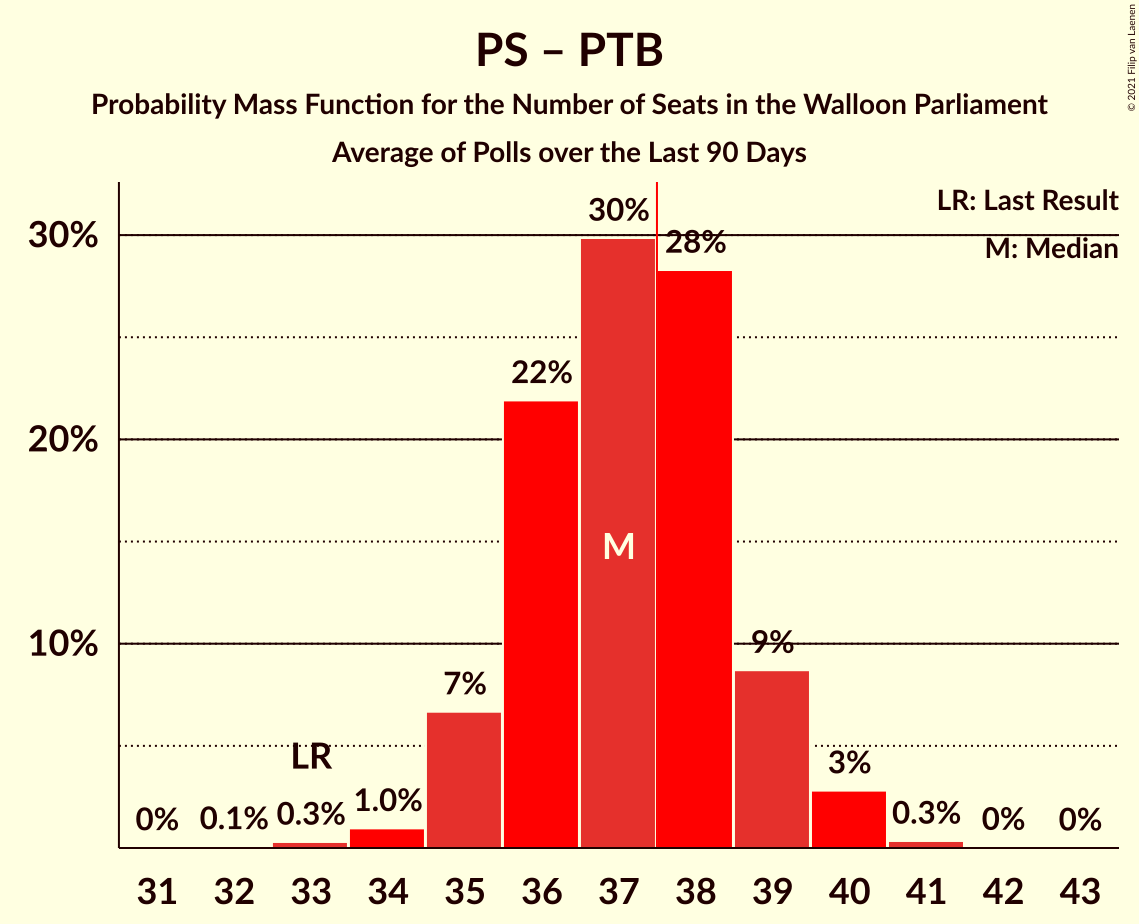 PS – PTB
Probability Mass Function for the Number of Seats in the Walloon Parliament
Average of Polls over the Last 90 Days
© 2021 Filip van Laenen
LR: Last Result
M: Median
30%
20%
10%
0%
0.1%
0.3%
LR
1.0%
7%
22%
30%
M
28%
9%
3%
0.3%
0%
0%
31 32 33 34 35 36 37 38 39 40 41 42 43